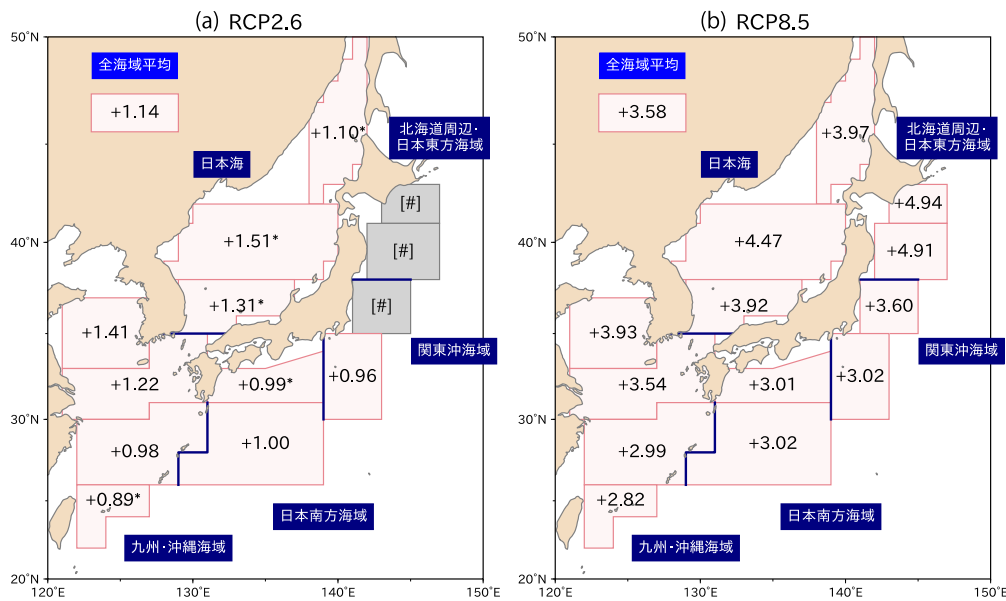 (a) RCP2.6
50˚N
全海域平均
+1.14
+1.10*
北海道周辺・
日本東方海域
日本海
[#]
40˚N
+1.51*
[#]
+1.31*
[#]
+1.41
関東沖海域
+1.22
+0.99*
+0.96
30˚N
+0.98
+1.00
+0.89*
日本南方海域
九州・沖縄海域
20˚N
120˚E
130˚E
140˚E
150˚E
(b) RCP8.5
50˚N
全海域平均
+3.58
+3.97
北海道周辺・
日本東方海域
日本海
+4.94
40˚N
+4.47
+4.91
+3.92
+3.60
+3.93
関東沖海域
+3.54
+3.01
+3.02
30˚N
+2.99
+3.02
+2.82
日本南方海域
九州・沖縄海域
20˚N
120˚E
130˚E
140˚E
150˚E